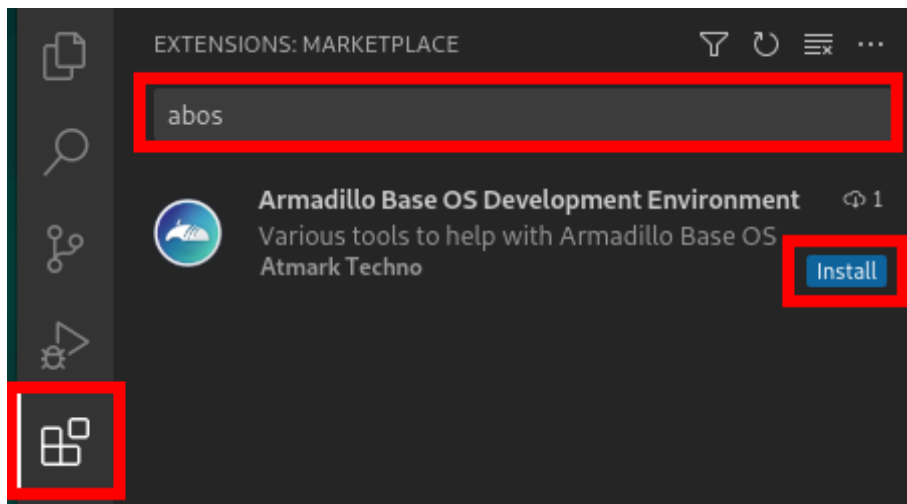 EXTENSIONS: MARKETPLACE
abos
Armadillo Base OS Development Environment 1
Various tools to help with Armadillo Base OS
Atmark Techno
Install